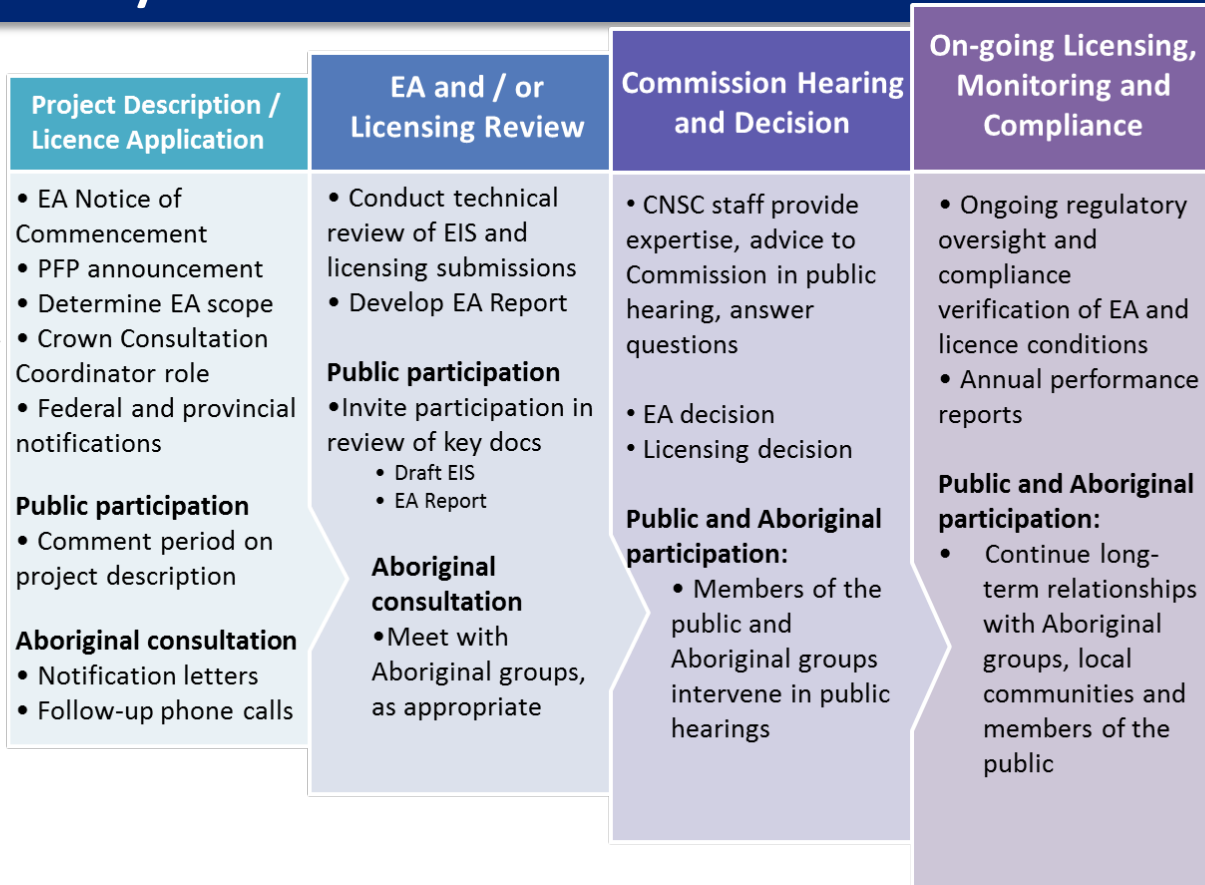 Project Description /
Licence Application
• EA Notice of
Commencement
• PFP announcement
• Determine EA scope
• Crown Consultation
Coordinator role
• Federal and provincial
notifications
Public participation
• Comment period on
project description
Aboriginal consultation
• Notification letters
• Follow-up phone calls
EA and / or
Licensing Review
• Conduct technical
review of EIS and
licensing submissions
• Develop EA Report
Public participation
•Invite participation in
review of key docs
• Draft EIS
• EA Report
Aboriginal
consultation
•Meet with
Aboriginal groups,
as appropriate
Commission Hearing
and Decision
• CNSC staff provide
expertise, advice to
Commission in public
hearing, answer
questions
• EA decision
• Licensing decision
Public and Aboriginal
participation:
• Members of the
public and
Aboriginal groups
intervene in public
hearings
On-going Licensing,
Monitoring and
Compliance
• Ongoing regulatory
oversight and
compliance
verification of EA and
licence conditions
• Annual performance
reports
Public and Aboriginal
participation:
• Continue long-
term relationships
with Aboriginal
groups, local
communities and
members of the
public